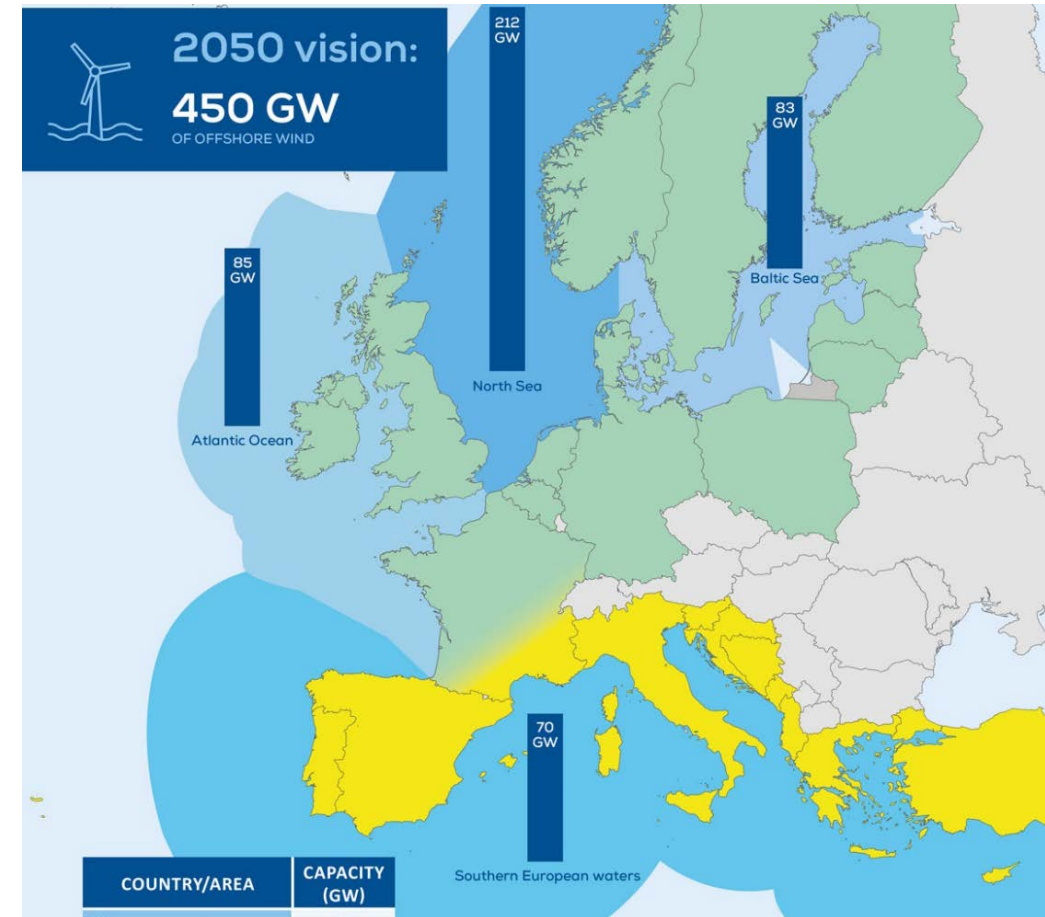 2050 vision:
450 GW
OF OFFSHORE WIND
212
GW
83
GW
Baltic Sea
85
GW
North Sea
Atlantic Ocean
70
GW
Southern European waters
COUNTRY/AREA
CAPACITY
(GW)